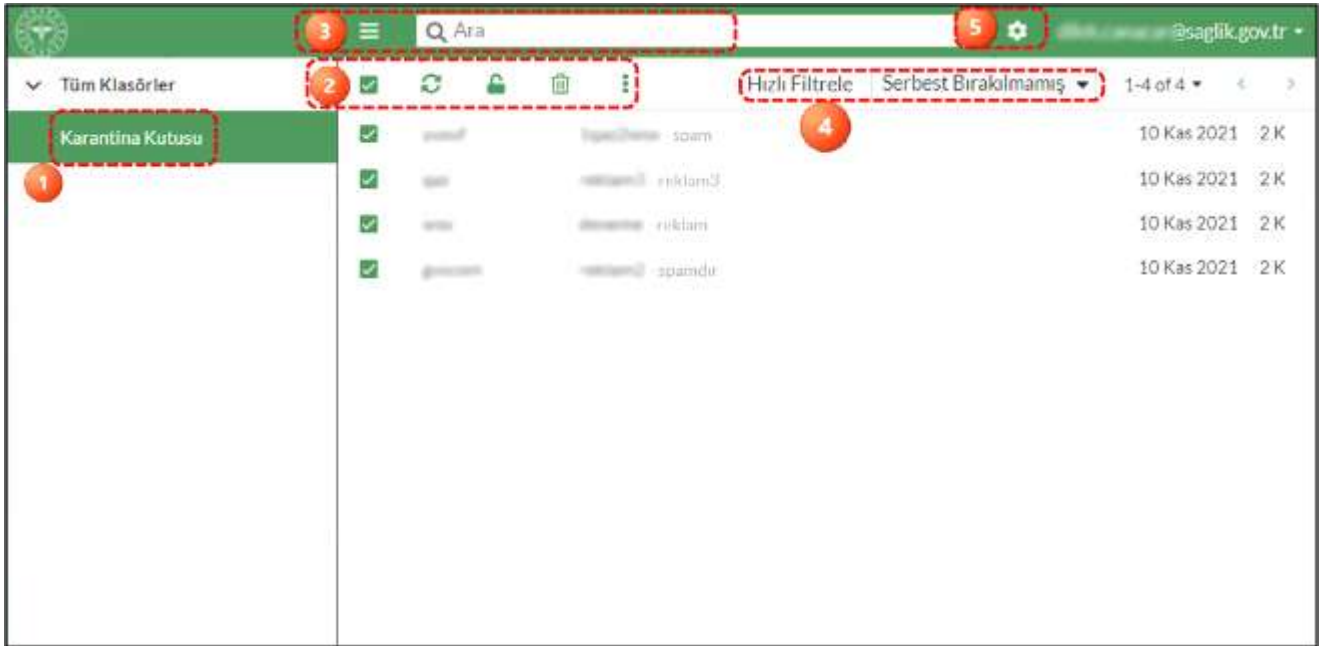 3 Ara 5 @saglik.gov.tr
Tüm Klasörler 2 Hızlı Filtrele Serbest Bırakılmamış 1-4 of 4
Karantina Kutusu spam 10 Kas 2021 2 K
4
1 reklam3 10 Kas 2021 2 K
reklam 10 Kas 2021 2 K
spamdır 10 Kas 2021 2 K